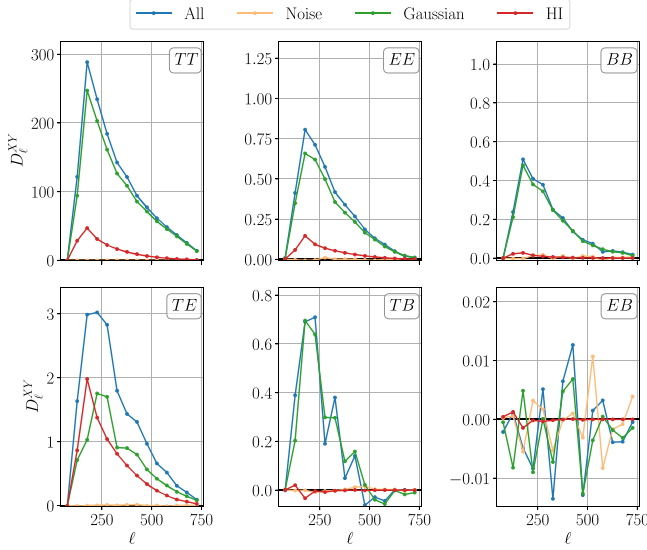 All Noise Gaussian HI
TT EE BB
300 1.25 1.0
200 1.00 0.8
0.75 0.6
100 0.50 0.4
0.25 0.2
0 0.00 0.0
D_ℓ^{XY}
TE TB EB
3 0.8 0.02
2 0.6 0.01
0.4
1 0.2 0.00
0 0.0 −0.01
D_ℓ^{XY}
250 500 750 250 500 750 250 500 750
ℓ ℓ ℓ